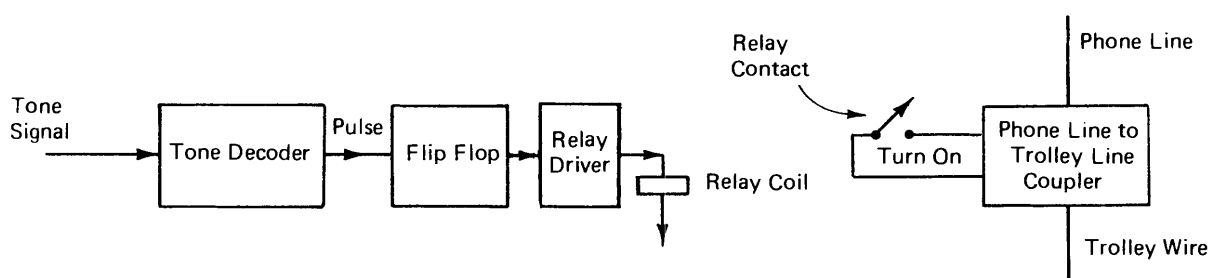 Tone
Signal
Tone Decoder
Pulse
Flip Flop
Relay
Driver
Relay Coil
Relay
Contact
Turn On
Phone Line
Phone Line to
Trolley Line
Coupler
Trolley Wire